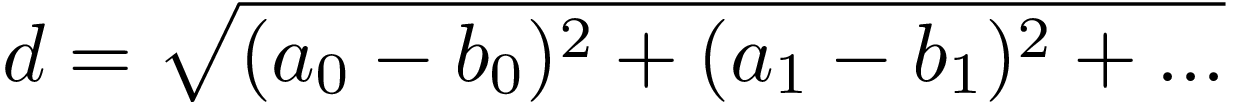 d = √(a₀ − b₀)² + (a₁ − b₁)² + ...